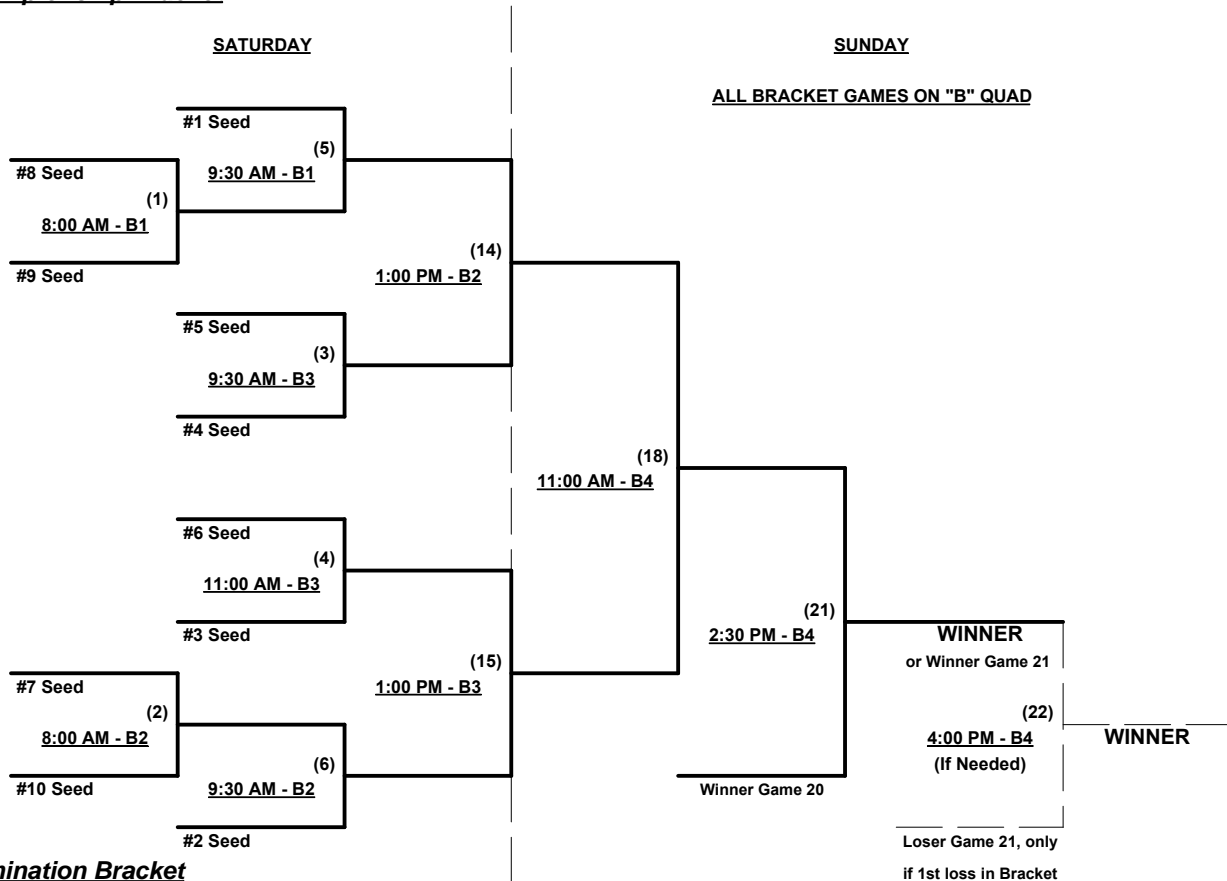 SATURDAY
SUNDAY
ALL BRACKET GAMES ON "B" QUAD
#1 Seed
(5)
#8 Seed
9:30 AM - B1
(1)
8:00 AM - B1
(14)
#9 Seed
1:00 PM - B2
#5 Seed
(3)
9:30 AM - B3
#4 Seed
(18)
11:00 AM - B4
#6 Seed
(4)
11:00 AM - B3
(21)
#3 Seed
2:30 PM - B4
WINNER
(15)
or Winner Game 21
#7 Seed
1:00 PM - B3
(2)
(22)
8:00 AM - B2
4:00 PM - B4
WINNER
(6)
(If Needed)
#10 Seed
9:30 AM - B2
Winner Game 20
#2 Seed
Loser Game 21, only
Bracket
if 1st loss in Bracket